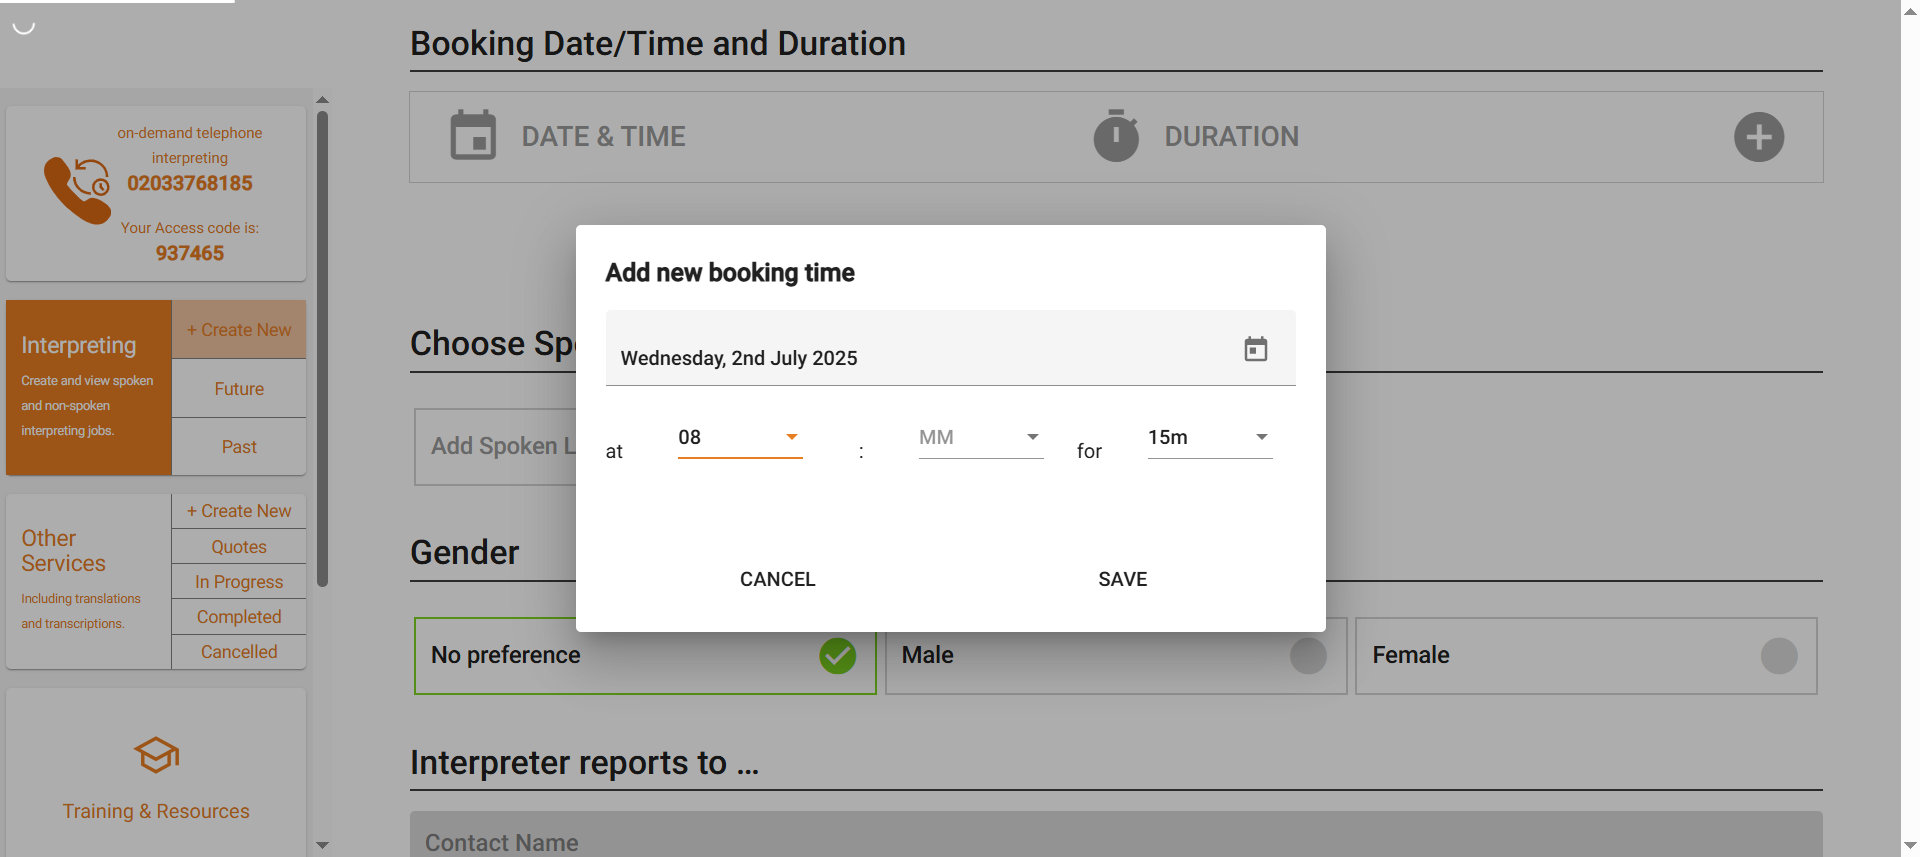 on-demand telephone
interpreting
02033768185
Your Access code is:
937465
Interpreting
Create and view spoken
and non-spoken
interpreting jobs.
+ Create New
Future
Past
Other
Services
Including translations
and transcriptions.
+ Create New
Quotes
In Progress
Completed
Cancelled
Training & Resources
Booking Date/Time and Duration
DATE & TIME
DURATION
Add new booking time
Wednesday, 2nd July 2025
at 08 : MM for 15m
CANCEL SAVE
Choose Sp
Add Spoken L
Gender
No preference
Male
Female
Interpreter reports to ...
Contact Name